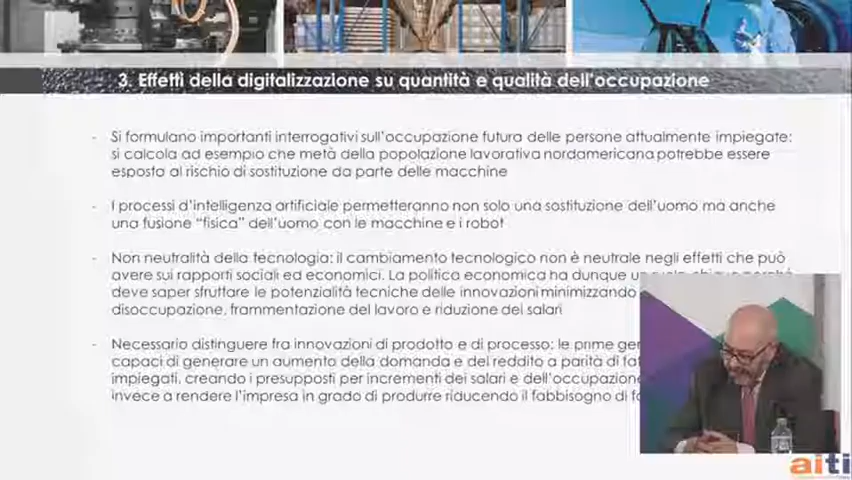 3. Effetti della digitalizzazione su quantità e qualità dell'occupazione
- Si formulano importanti interrogativi sull'occupazione futura delle persone attualmente impiegate:
si calcola ad esempio che metà della popolazione lavorativa nordamericana potrebbe essere
esposta al rischio di sostituzione da parte delle macchine
- I processi d'intelligenza artificiale permetteranno non solo una sostituzione dell'uomo ma anche
una fusione "fisica" dell'uomo con le macchine e i robot
- Non neutralità della tecnologia: il cambiamento tecnologico non è neutrale negli effetti che può
avere sui rapporti sociali ed economici. La politica economica ha dunque
deve saper sfruttare le potenzialità tecniche delle innovazioni minimizzando
disoccupazione, frammentazione del lavoro e riduzione dei salari
- Necessario distinguere fra innovazioni di prodotto e di processo: le prime
capaci di generare un aumento della domanda e del reddito a parità di
impiegati, creando i presupposti per incrementi dei salari e dell'occupazione
invece a rendere l'impresa in grado di produrre riducendo il fabbisogno di
aiti